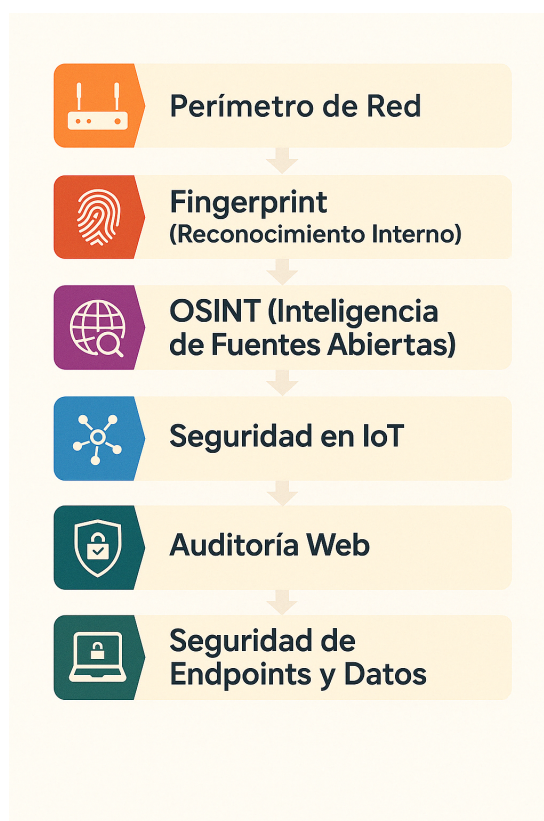 Perímetro de Red
Fingerprint
(Reconocimiento Interno)
OSINT (Inteligencia
de Fuentes Abiertas)
Seguridad en IoT
Auditoría Web
Seguridad de
Endpoints y Datos